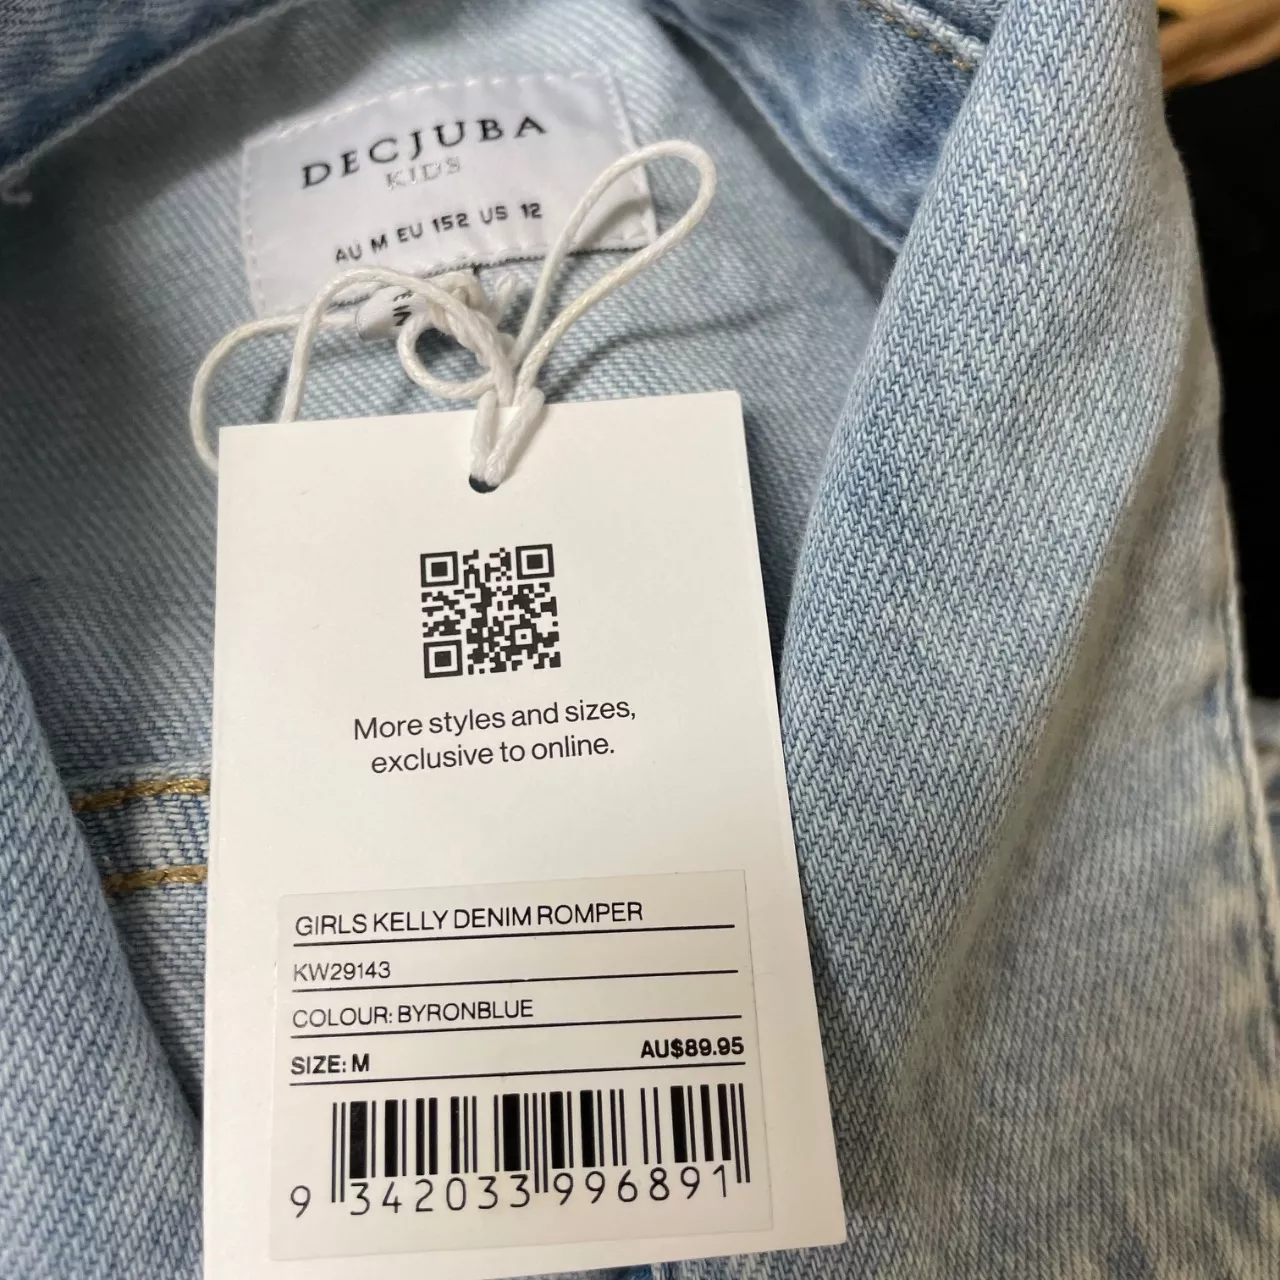 DECJUBA
KIDS
AU M EU 152 US 12
More styles and sizes,
exclusive to online.
GIRLS KELLY DENIM ROMPER
KW29143
COLOUR: BYRONBLUE
SIZE: M AU$89.95
9 342033 996891